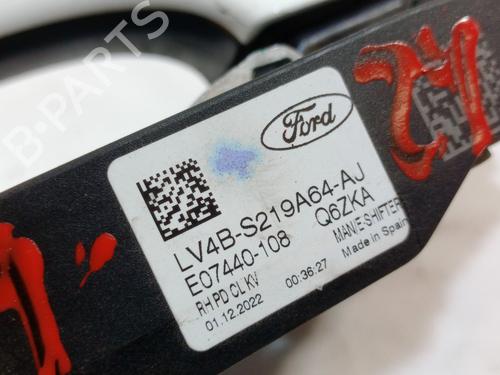 Ford
LV4B-S219A64-AJ
E07440-108 Q6ZKA
RH PD CL KV MAN/E-SHIFTER
01.12.2022 00:36:27 Made in Spain
B-PARTS